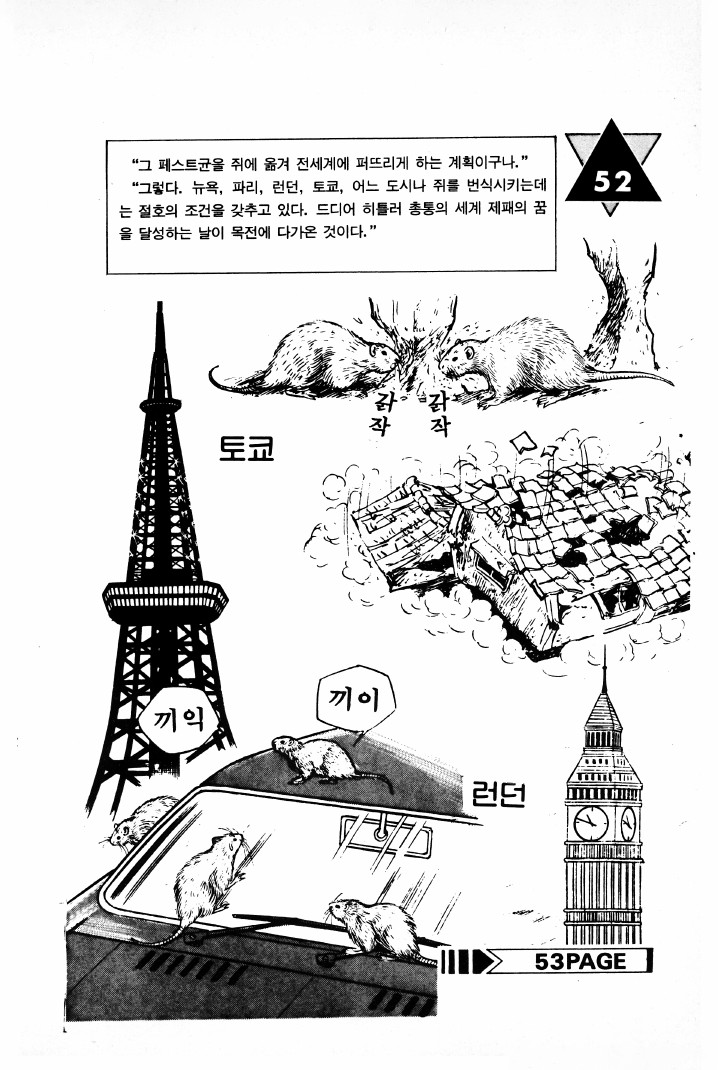 52
“그 페스트균을 쥐에 옮겨 전세계에 퍼뜨리게 하는 계획이구나.”
“그렇다. 뉴욕, 파리, 런던, 토쿄, 어느 도시나 쥐를 번식시키는데
는 절호의 조건을 갖추고 있다. 드디어 히틀러 총통의 세계 제패의 꿈
을 달성하는 날이 목전에 다가온 것이다.”
갉
작
갉
작
토쿄
끼이
끼익
런던
53PAGE